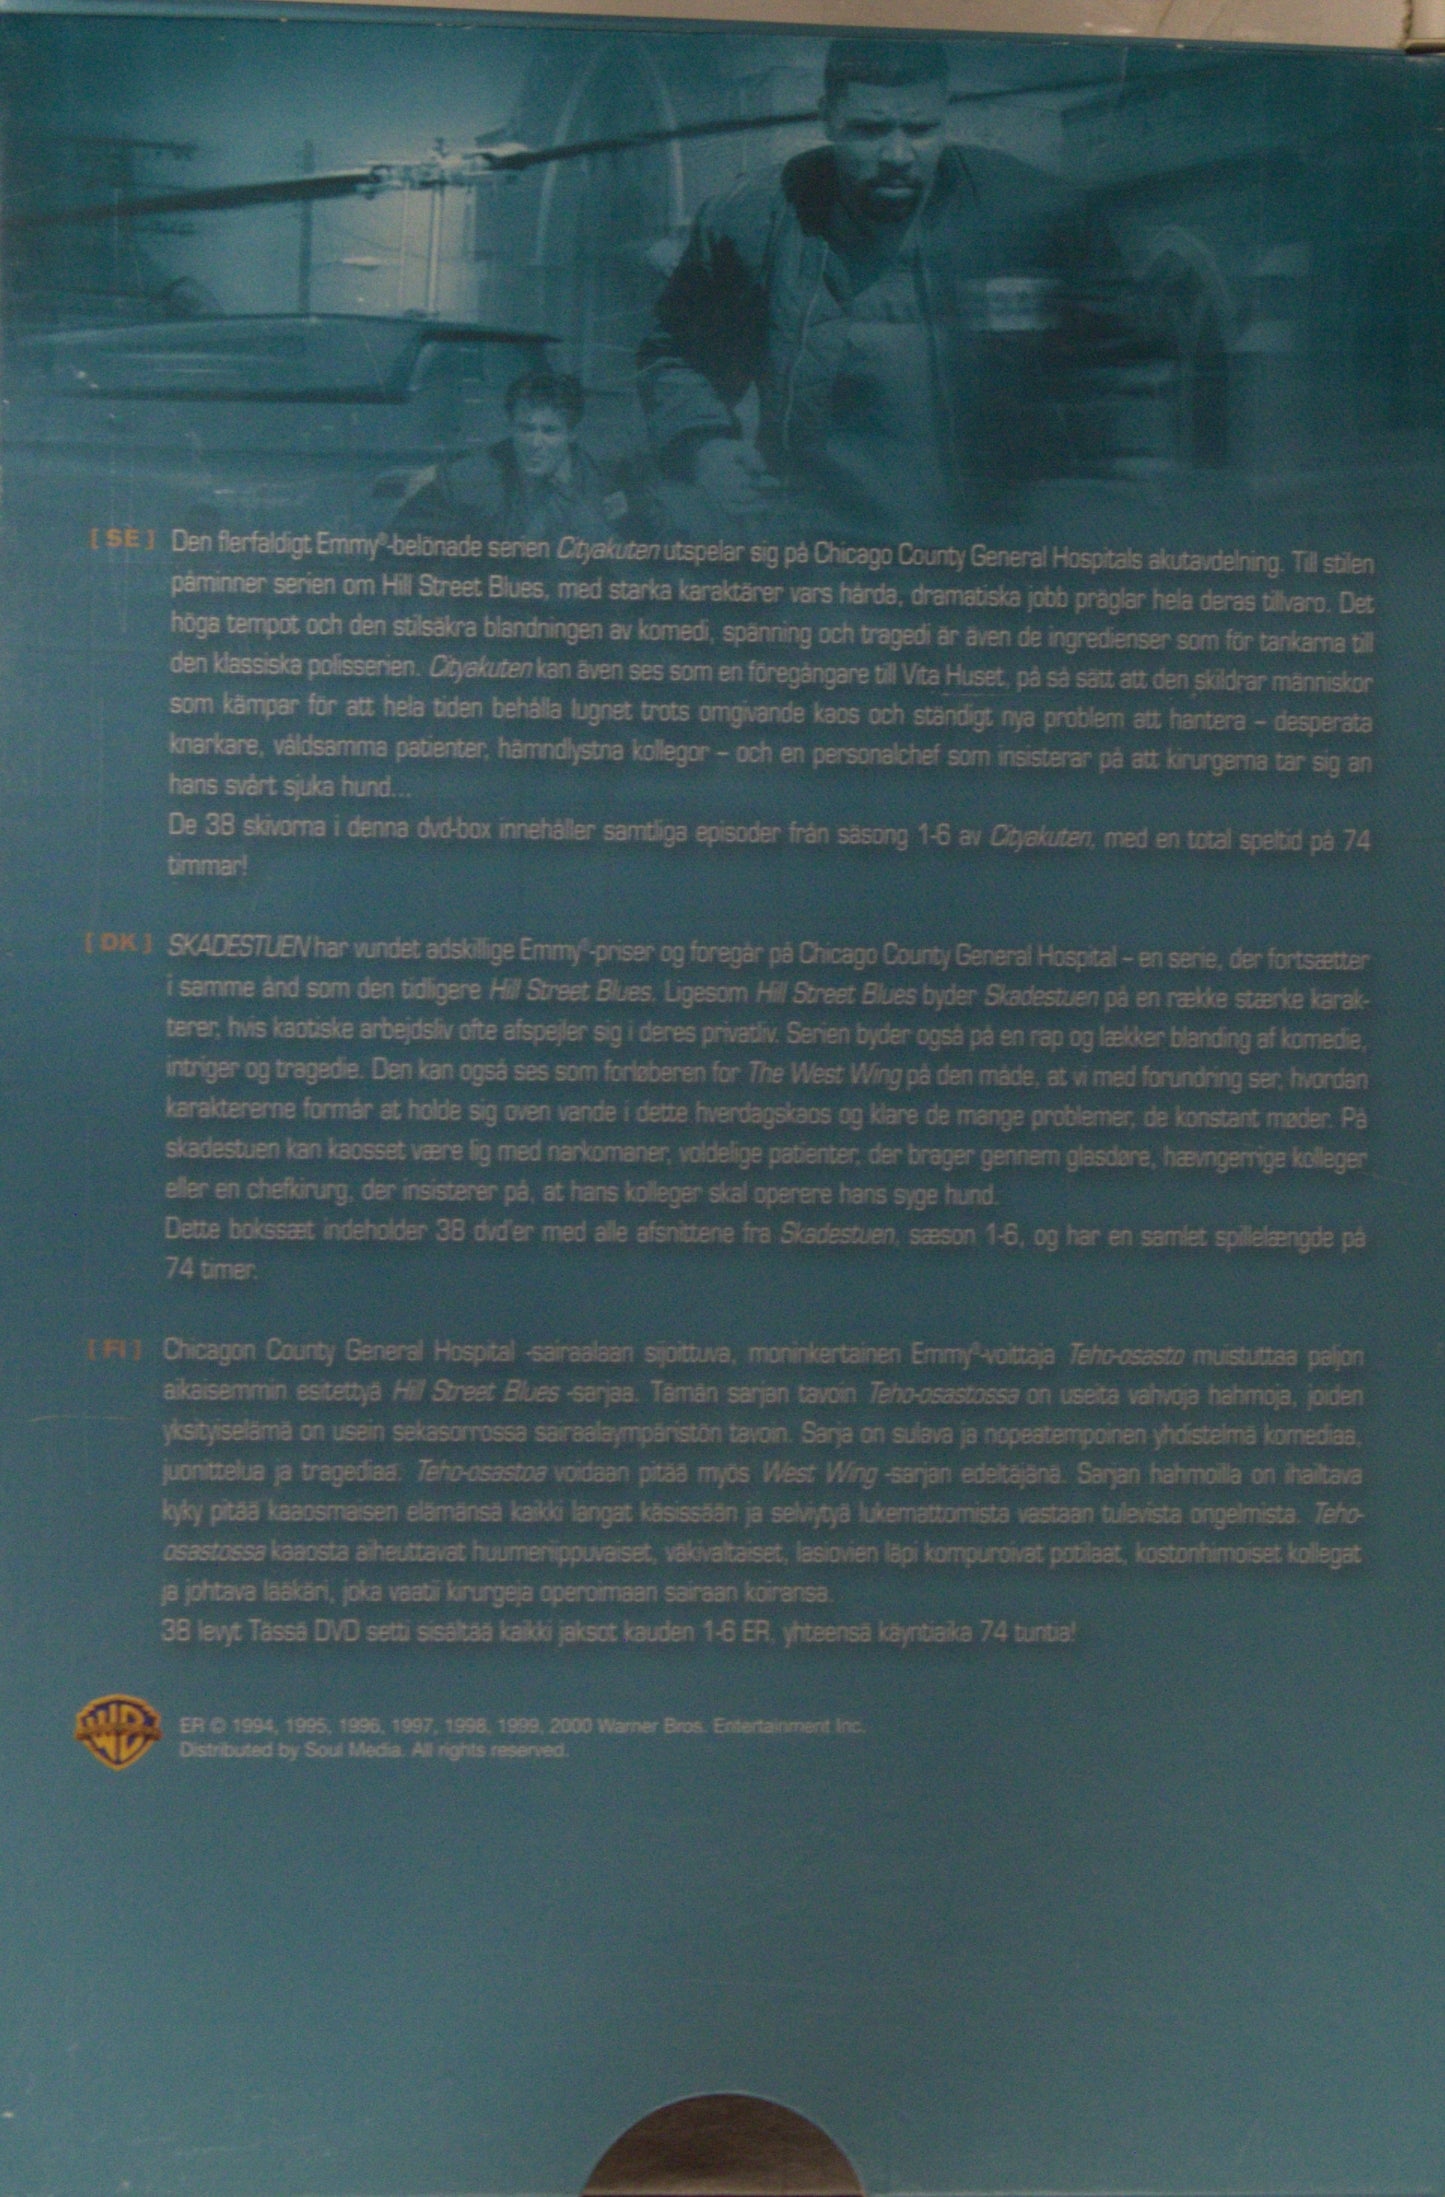 [ SE ] Den flerfaldigt Emmy®-belönade serien Cityakuten utspelar sig på Chicago County General Hospitals akutavdelning. Till stilen
påminner serien om Hill Street Blues, med starka karaktärer vars hårda, dramatiska jobb präglar hela deras tillvaro. Det
höga tempot och den stilsäkra blandningen av komedi, spänning och tragedi är även de ingredienser som för tankarna till
den klassiska polisserien. Cityakuten kan även ses som en föregångare till Vita Huset, på så sätt att den skildrar människor
som kämpar för att hela tiden behålla lugnet trots omgivande kaos och ständigt nya problem att hantera – desperata
knarkare, våldsamma patienter, hämndlystna kollegor – och en personalchef som insisterar på att kirurgerna tar sig an
hans svårt sjuka hund...
De 38 skivorna i denna dvd-box innehåller samtliga episoder från säsong 1-6 av Cityakuten, med en total speltid på 74
timmar!
[ DK ] SKADESTUEN har vundet adskillige Emmy®-priser og foregår på Chicago County General Hospital – en serie, der fortsætter
i samme ånd som den tidligere Hill Street Blues. Ligesom Hill Street Blues byder Skadestuen på en række stærke karak-
terer, hvis kaotiske arbejdsliv ofte afspejler sig i deres privatliv. Serien byder også på en rap og lækker blanding af komedie,
intriger og tragedie. Den kan også ses som forløberen for The West Wing på den måde, at vi med forundring ser, hvordan
karaktererne formår at holde sig oven vande i dette hverdagskaos og klare de mange problemer, de konstant møder. På
skadestuen kan kaosset være lig med narkomaner, voldelige patienter, der brager gennem glasdøre, hævngerrige kolleger
eller en chefkirurg, der insisterer på, at hans kolleger skal operere hans syge hund.
Dette bokssæt indeholder 38 dvd'er med alle afsnittene fra Skadestuen, sæson 1-6, og har en samlet spillelængde på
74 timer.
[ FI ] Chicagon County General Hospital -sairaalaan sijoittuva, moninkertainen Emmy®-voittaja Teho-osasto muistuttaa paljon
aikaisemmin esitettyä Hill Street Blues -sarjaa. Tämän sarjan tavoin Teho-osastossa on useita vahvoja hahmoja, joiden
yksityiselämä on usein sekasorrossa sairaalaympäristön tavoin. Sarja on sulava ja nopeatempoinen yhdistelmä komediaa,
juonittelua ja tragediaa. Teho-osastoa voidaan pitää myös West Wing -sarjan edeltäjänä. Sarjan hahmoilla on ihailtava
kyky pitää kaaosmaisen elämänsä kaikki langat käsissään ja selviytyä lukemattomista vastaan tulevista ongelmista. Teho-
osastossa kaaosta aiheuttavat huumeriippuvaiset, väkivaltaiset, lasiovien läpi kompuroivat potilaat, kostonhimoiset kollegat
ja johtava lääkäri, joka vaatii kirurgeja operoimaan sairaan koiransa.
38 levyt Tässä DVD setti sisältää kaikki jaksot kauden 1-6 ER, yhteensä käyntiaika 74 tuntia!
ER © 1994, 1995, 1996, 1997, 1998, 1999, 2000 Warner Bros. Entertainment Inc.
Distributed by Soul Media. All rights reserved.